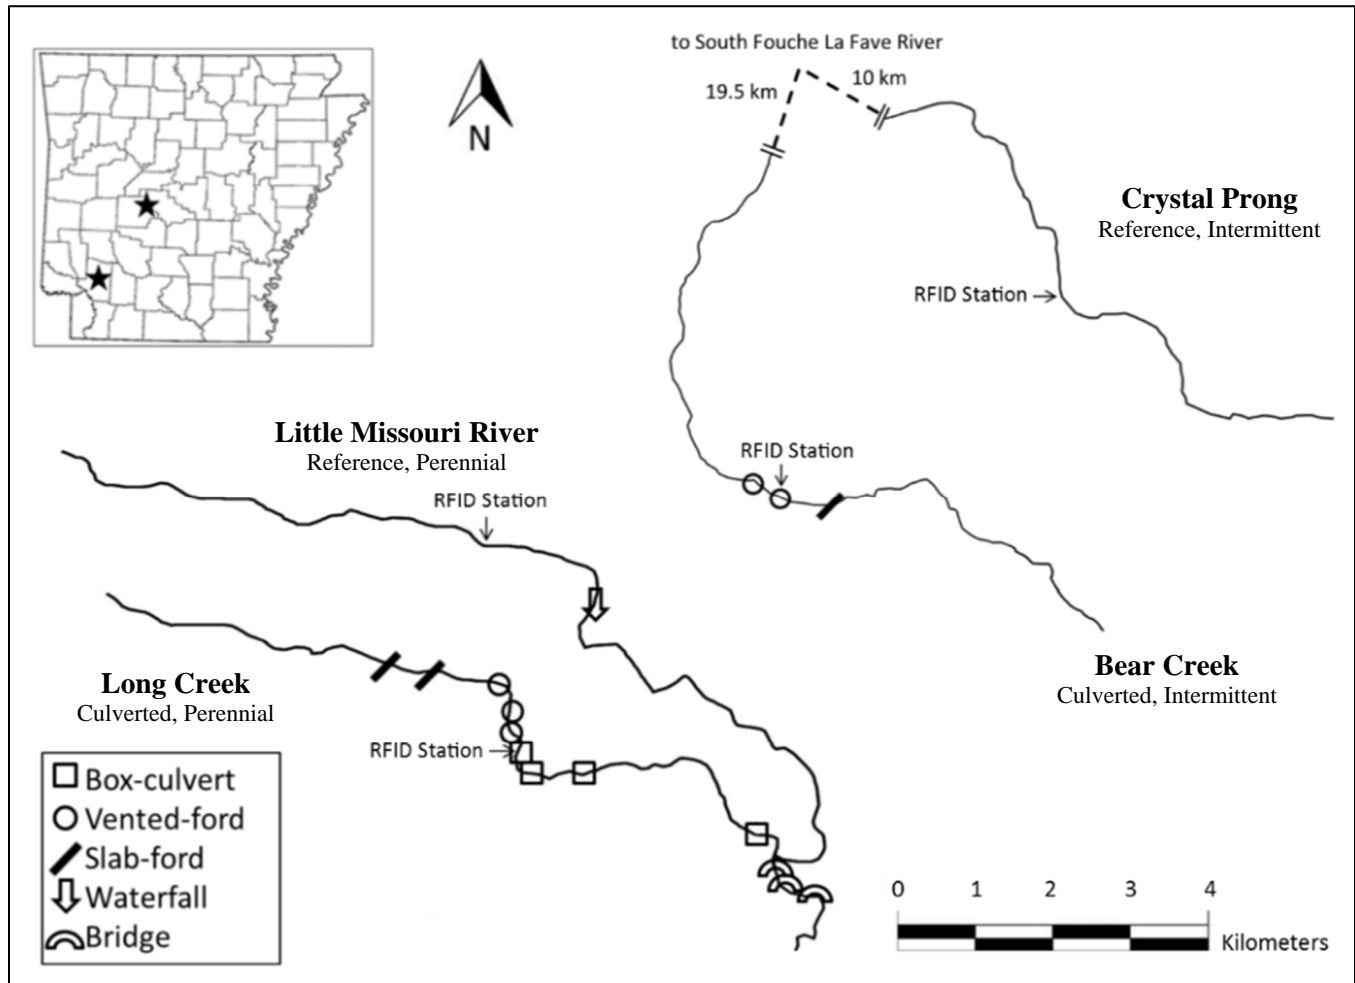 to South Fouche La Fave River
19.5 km
10 km
N
Crystal Prong
Reference, Intermittent
RFID Station
Little Missouri River
Reference, Perennial
RFID Station
RFID Station
Long Creek
Culverted, Perennial
Bear Creek
Culverted, Intermittent
RFID Station
Box-culvert
Vented-ford
Slab-ford
Waterfall
Bridge
0 1 2 3 4
Kilometers